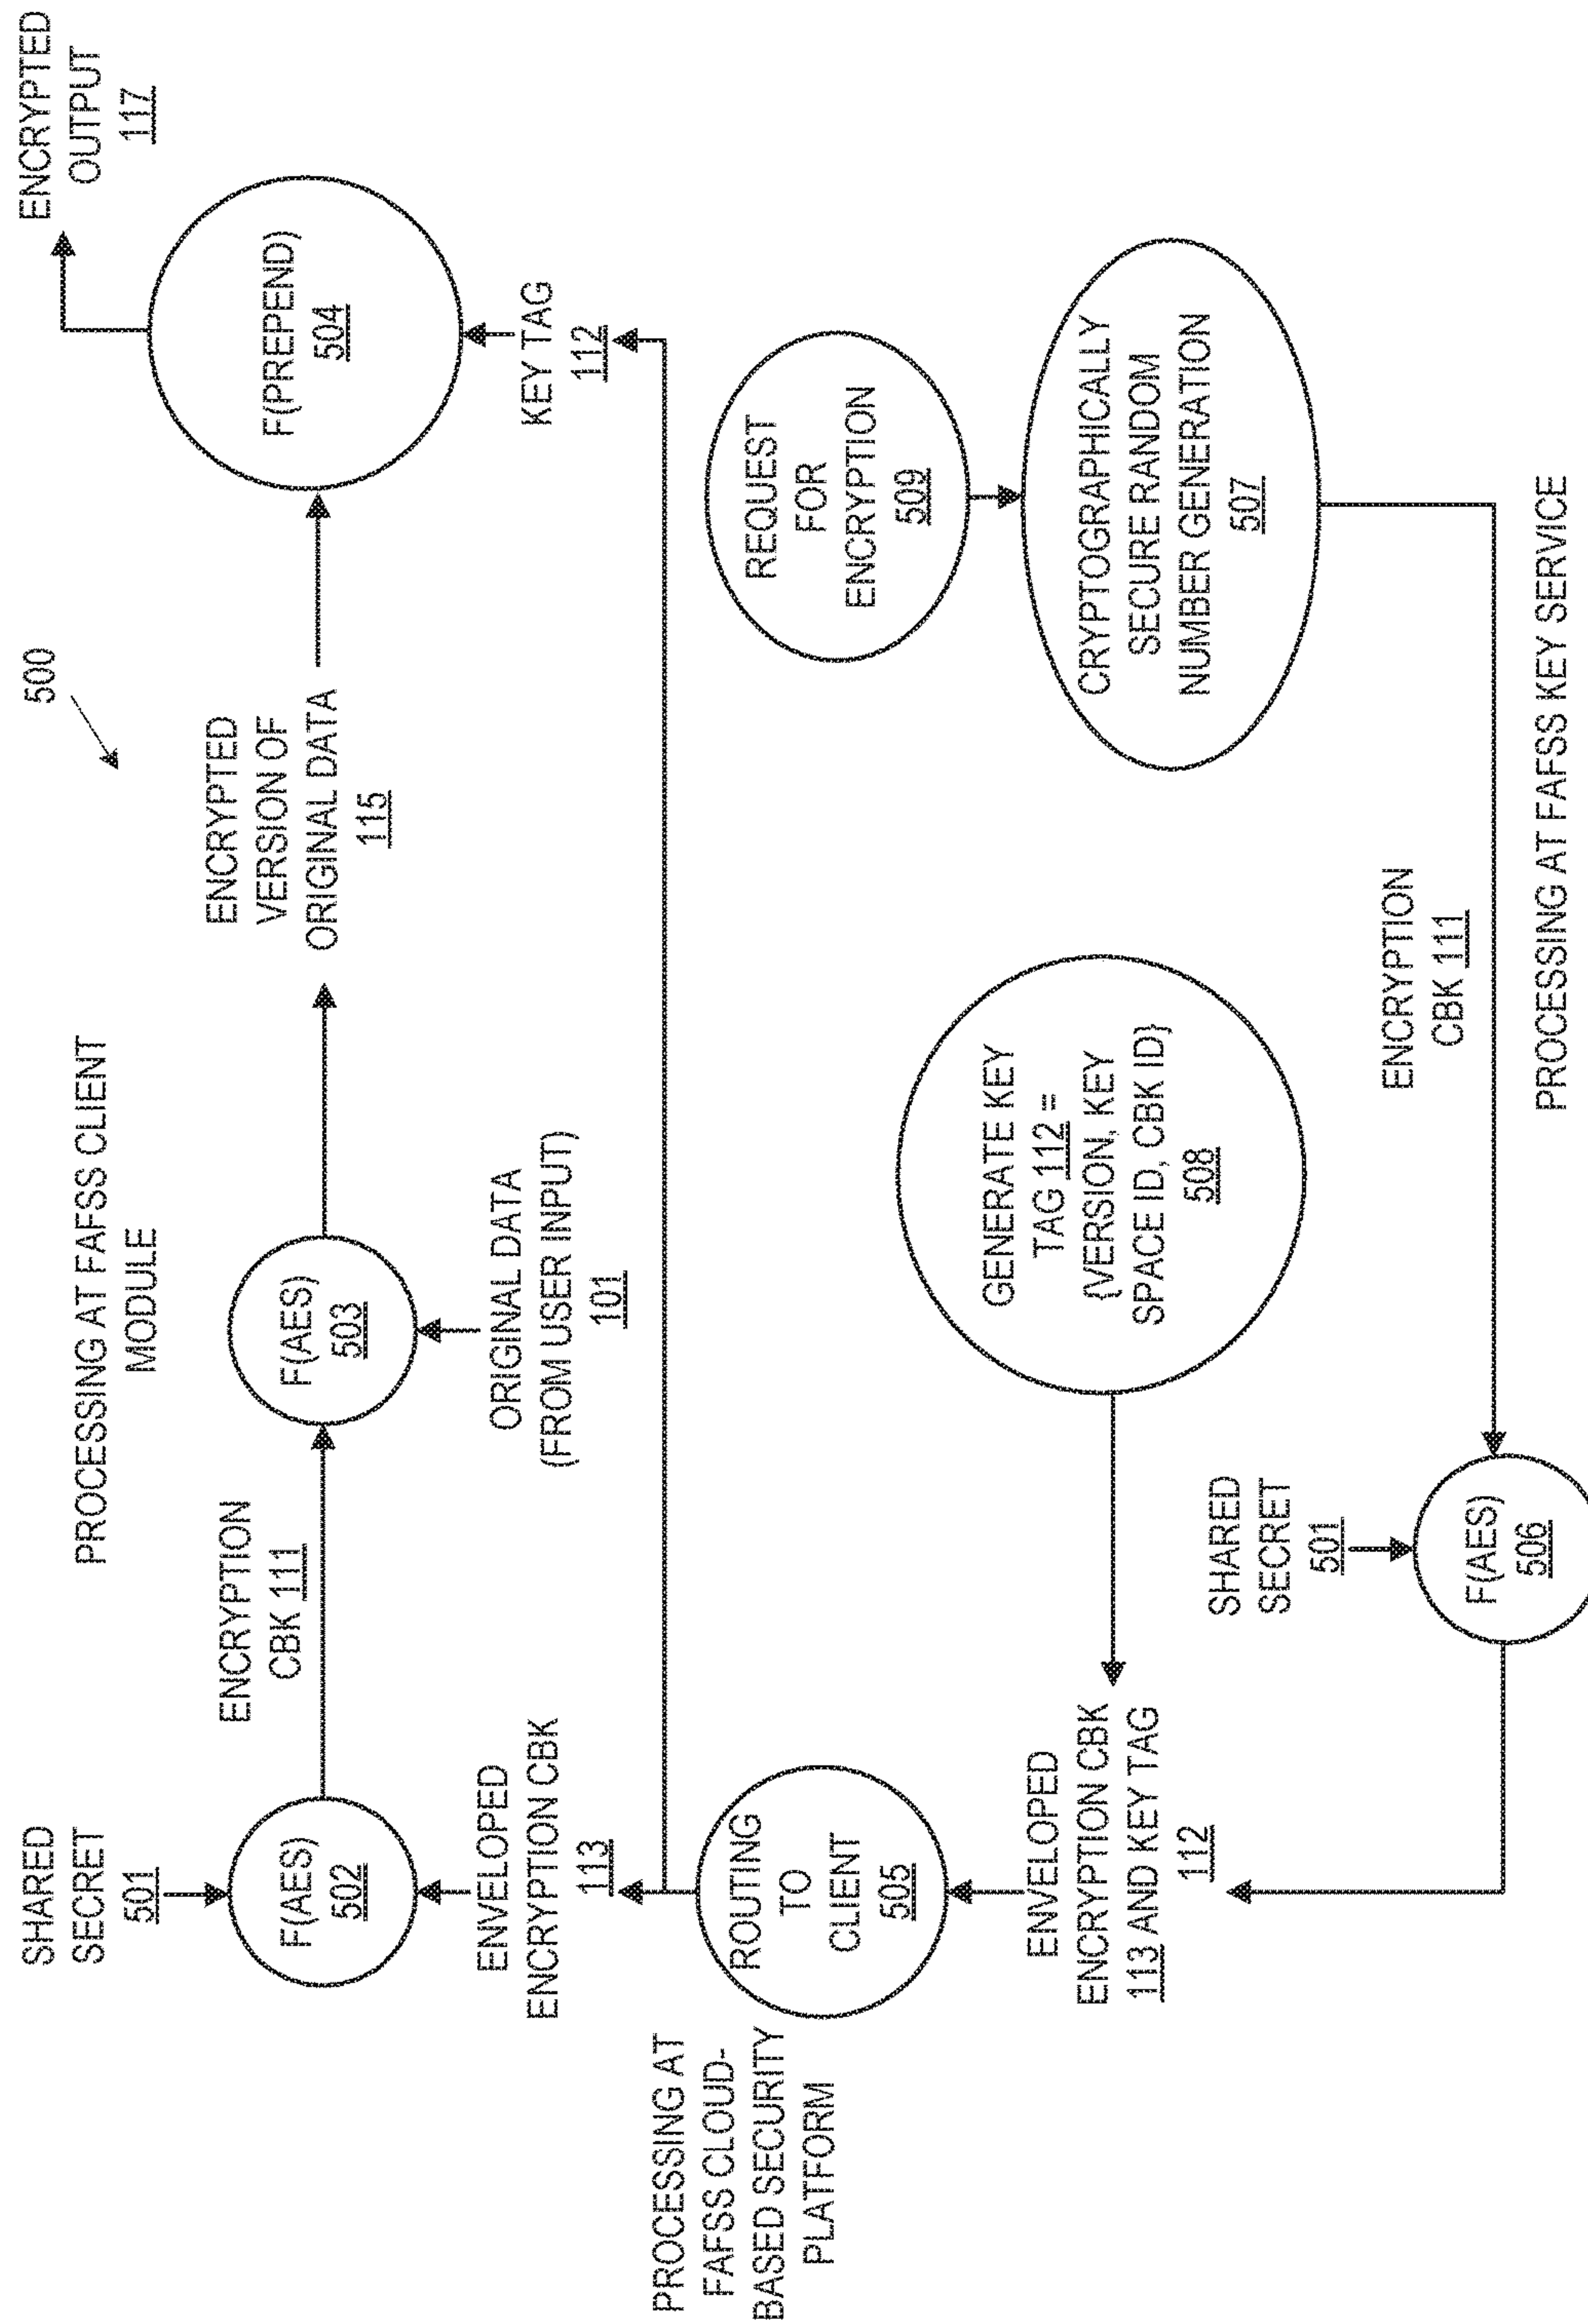 500
PROCESSING AT FAFSS CLIENT
MODULE
SHARED
SECRET
501
F(AES)
502
ENCRYPTION
CBK 111
F(AES)
503
ENCRYPTED
VERSION OF
ORIGINAL DATA
115
F(PREPEND)
504
ENCRYPTED
OUTPUT
117
ENVELOPED
ENCRYPTION CBK
113
ORIGINAL DATA
(FROM USER INPUT)
101
KEY TAG
112
PROCESSING AT
FAFSS CLOUD-
BASED SECURITY
PLATFORM
ROUTING
TO
CLIENT
505
REQUEST
FOR
ENCRYPTION
509
ENVELOPED
ENCRYPTION CBK
113 AND KEY TAG
112
GENERATE KEY
TAG 112 =
{VERSION, KEY
SPACE ID, CBK ID}
508
CRYPTOGRAPHICALLY
SECURE RANDOM
NUMBER GENERATION
507
SHARED
SECRET
501
F(AES)
506
ENCRYPTION
CBK 111
PROCESSING AT FAFSS KEY SERVICE